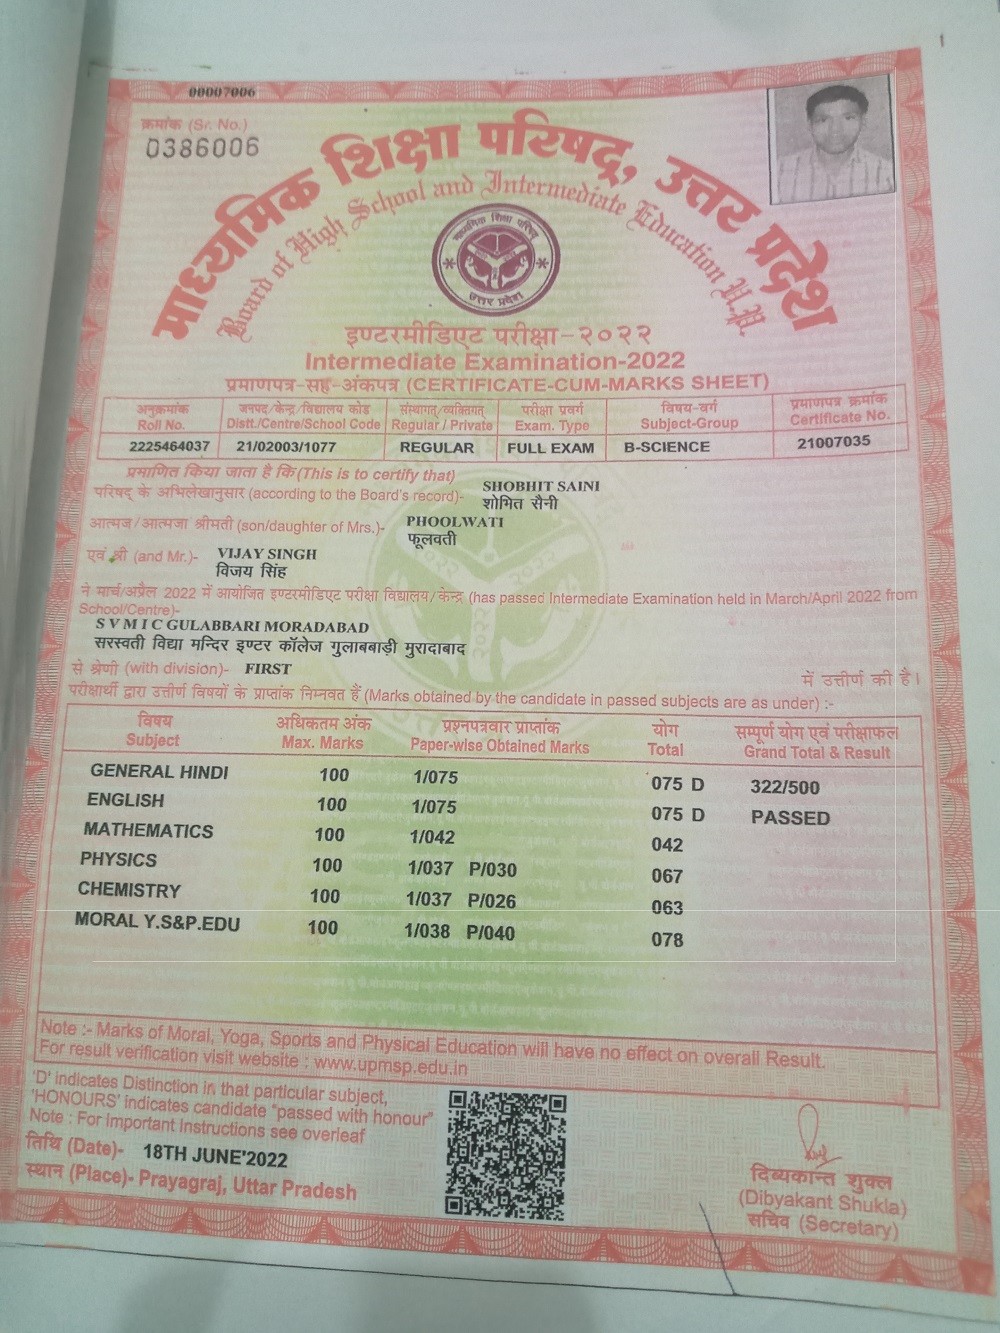 00007006
क्रमांक (Sr. No.)
0386006
माध्यमिक शिक्षा परिषद्, उत्तर प्रदेश
Board of High School and Intermediate Education U.P.
माध्यमिक शिक्षा परिषद
उत्तर प्रदेश
इण्टरमीडिएट परीक्षा-२०२२
Intermediate Examination-2022
प्रमाणपत्र-सह-अंकपत्र (CERTIFICATE-CUM-MARKS SHEET)
अनुक्रमांक जनपद/केन्द्र/विद्यालय कोड संस्थागत/व्यक्तिगत परीक्षा प्रवर्ग विषय-वर्ग प्रमाणपत्र क्रमांक
Roll No. Distt./Centre/School Code Regular / Private Exam. Type Subject-Group Certificate No.
2225464037 21/02003/1077 REGULAR FULL EXAM B-SCIENCE 21007035
प्रमाणित किया जाता है कि(This is to certify that)
परिषद् के अभिलेखानुसार (according to the Board's record)- SHOBHIT SAINI
शोभित सैनी
आत्मज/आत्मजा श्रीमती (son/daughter of Mrs.)- PHOOLWATI
फूलवती
एवं श्री (and Mr.)- VIJAY SINGH
विजय सिंह
ने मार्च/अप्रैल 2022 में आयोजित इण्टरमीडिएट परीक्षा विद्यालय/केन्द्र (has passed Intermediate Examination held in March/April 2022 from
School/Centre)-
S V M I C GULABBARI MORADABAD
सरस्वती विद्या मन्दिर इण्टर कॉलेज गुलाबबाड़ी मुरादाबाद
से श्रेणी (with division)- FIRST में उत्तीर्ण की है।
परीक्षार्थी द्वारा उत्तीर्ण विषयों के प्राप्तांक निम्नवत हैं (Marks obtained by the candidate in passed subjects are as under) :-
विषय अधिकतम अंक प्रश्नपत्रवार प्राप्तांक योग सम्पूर्ण योग एवं परीक्षाफल
Subject Max. Marks Paper-wise Obtained Marks Total Grand Total & Result
GENERAL HINDI 100 1/075 075 D 322/500
ENGLISH 100 1/075 075 D PASSED
MATHEMATICS 100 1/042 042
PHYSICS 100 1/037 P/030 067
CHEMISTRY 100 1/037 P/026 063
MORAL Y.S&P.EDU 100 1/038 P/040 078
Note :- Marks of Moral, Yoga, Sports and Physical Education will have no effect on overall Result.
For result verification visit website : www.upmsp.edu.in
'D' indicates Distinction in that particular subject,
'HONOURS' indicates candidate "passed with honour"
Note : For Important Instructions see overleaf
तिथि (Date)- 18TH JUNE'2022
स्थान (Place)- Prayagraj, Uttar Pradesh
दिब्यकान्त शुक्ल
(Dibyakant Shukla)
सचिव (Secretary)